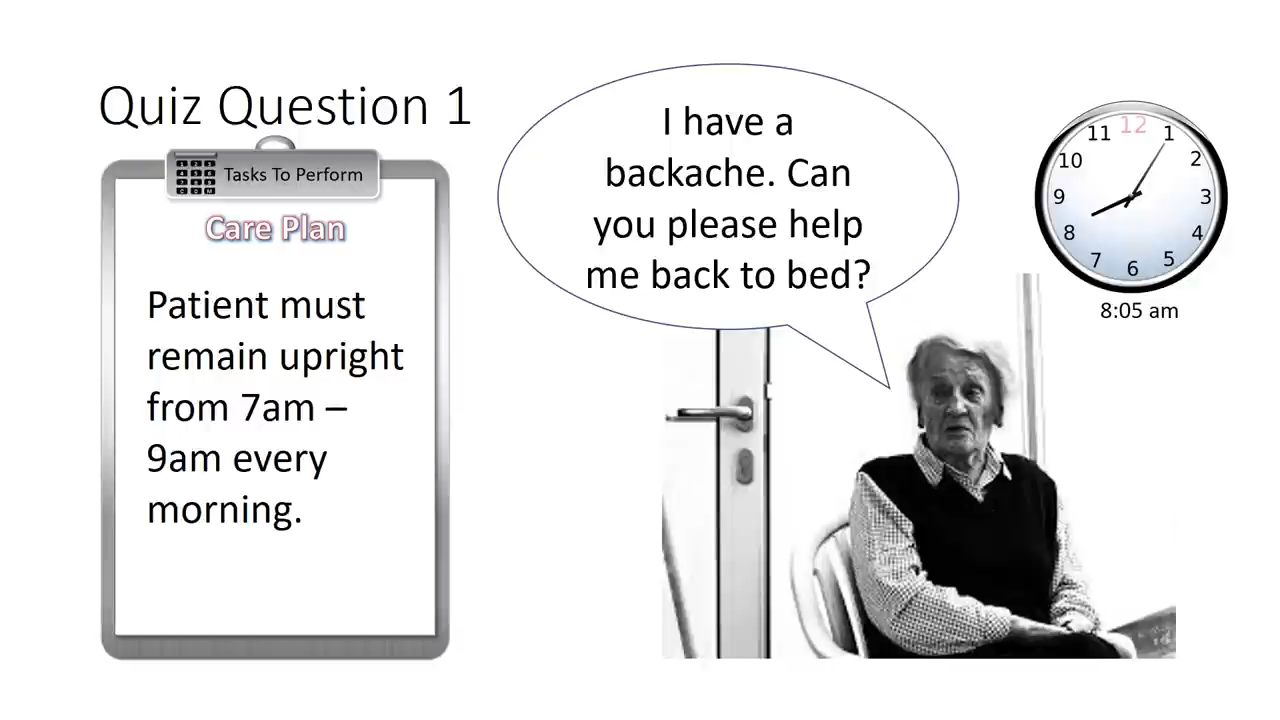 Quiz Question 1
Tasks To Perform
Care Plan
Patient must
remain upright
from 7am –
9am every
morning.
I have a
backache. Can
you please help
me back to bed?
12
1
2
3
4
5
6
7
8
9
10
11
8:05 am